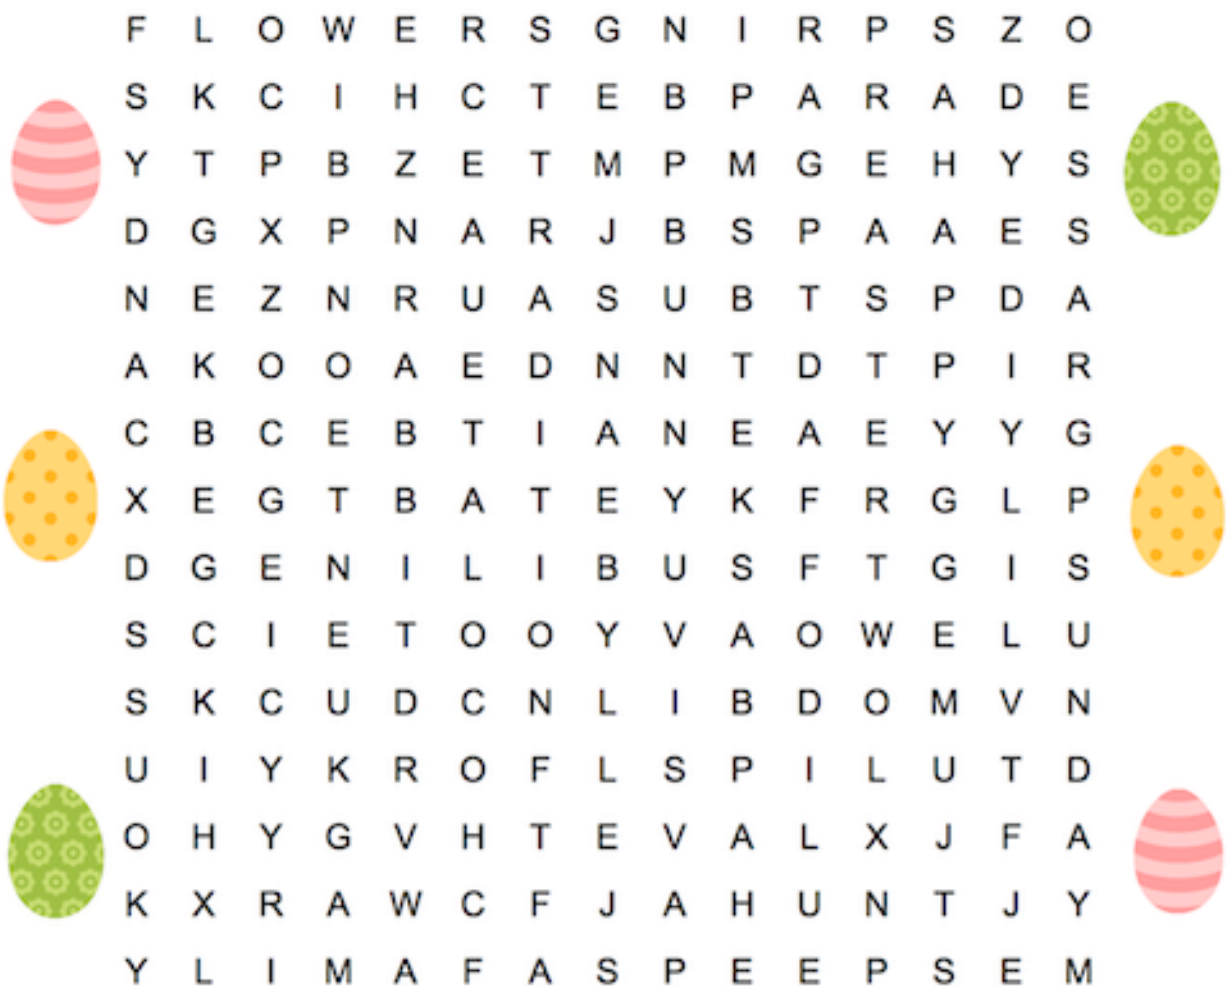 F L O W E R S G N I R P S Z O
S K C I H C T E B P A R A D E
Y T P B Z E T M P M G E H Y S
D G X P N A R J B S P A A E S
N E Z N R U A S U B T S P D A
A K O O A E D N N T D T P I R
C B C E B T I A N E A E Y Y G
X E G T B A T E Y K F R G L P
D G E N I L I B U S F T G I S
S C I E T O O Y V A O W E L U
S K C U D C N L I B D O M V N
U I Y K R O F L S P I L U T D
O H Y G V H T E V A L X J F A
K X R A W C F J A H U N T J Y
Y L I M A F A S P E E P S E M